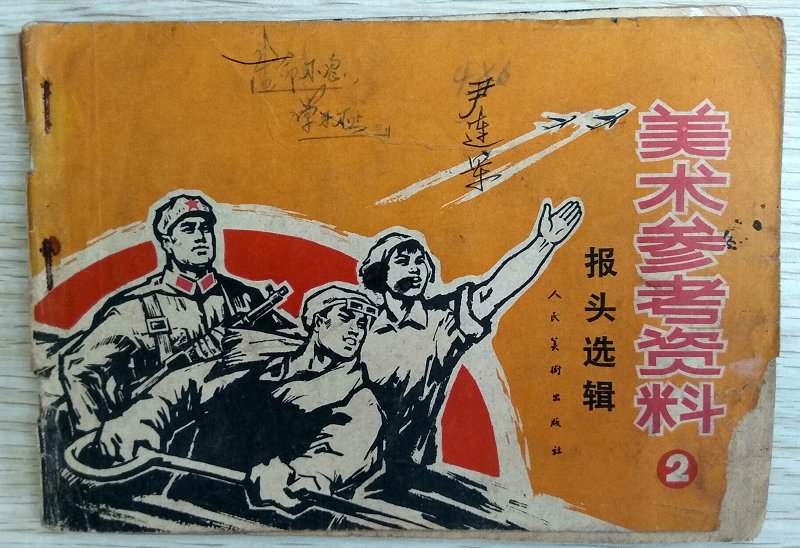 美术参考资料
2
报头选辑
人民美術出版社
尹连军